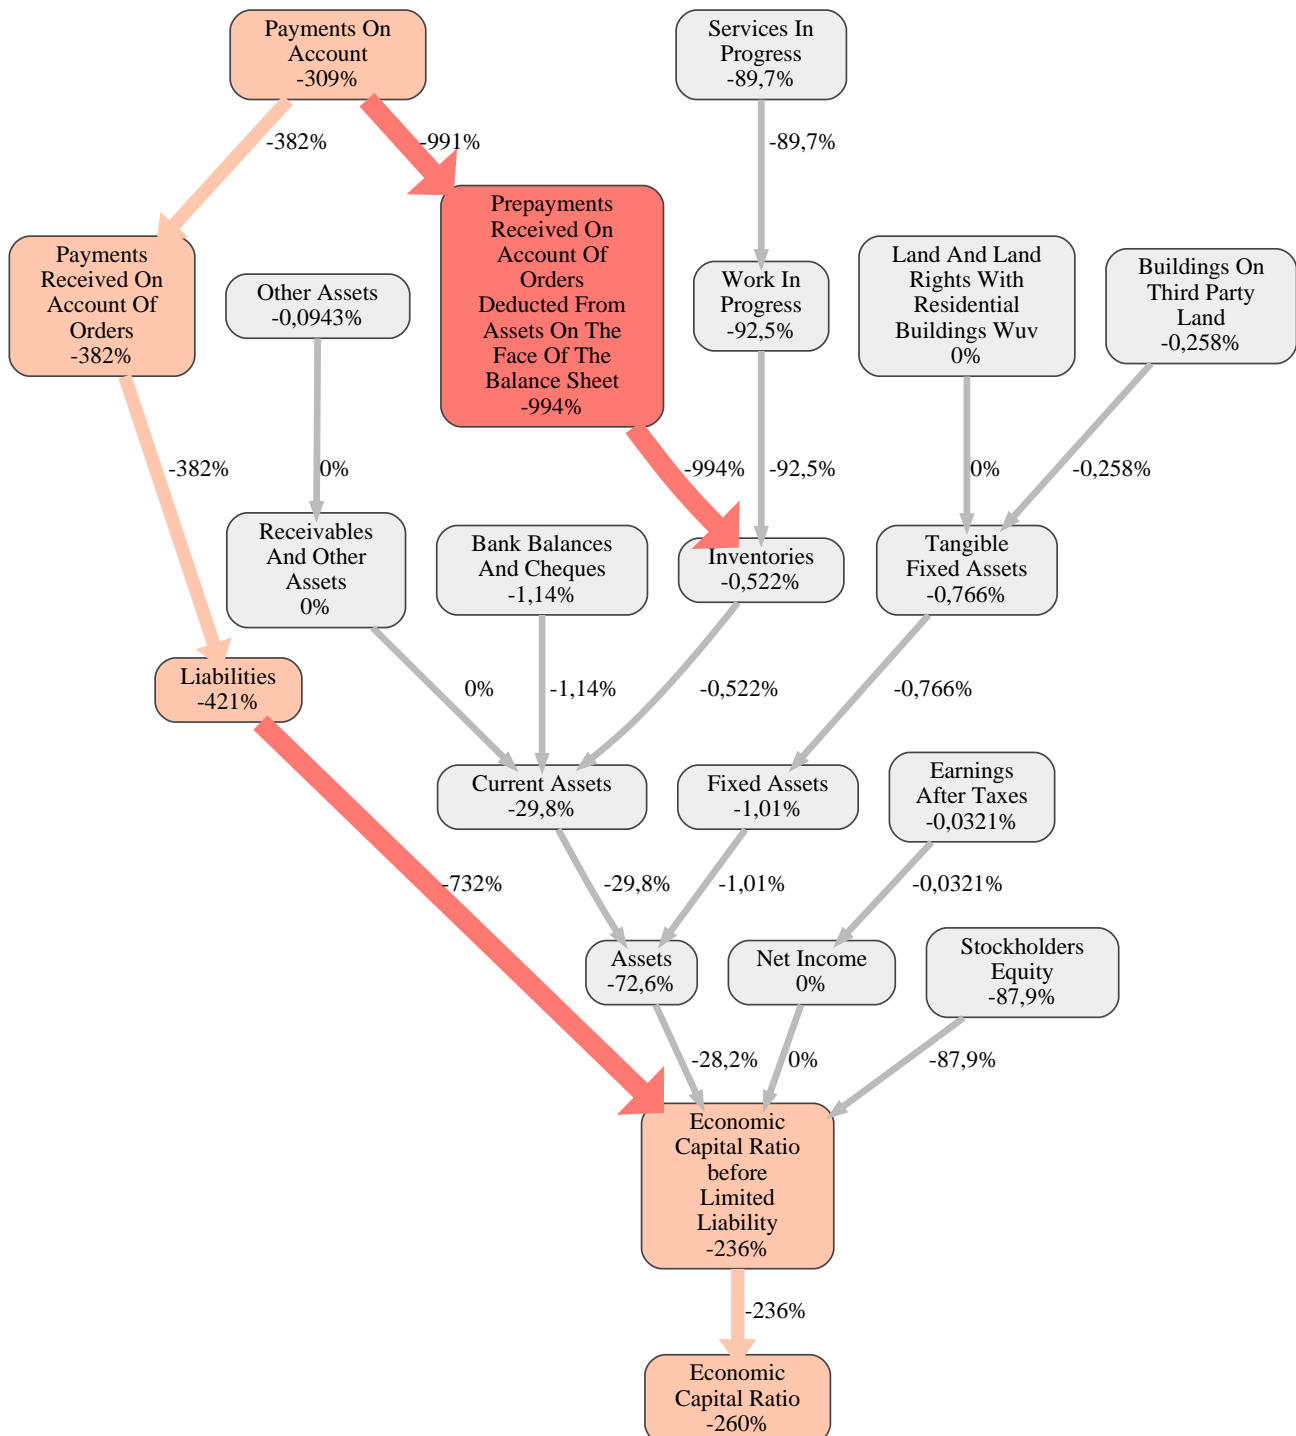 Payments On
Account
-309%
Services In
Progress
-89,7%
-382%
-991%
-89,7%
Prepayments
Received On
Account Of
Orders
Deducted From
Assets On The
Face Of The
Balance Sheet
-994%
Payments
Received On
Account Of
Orders
-382%
Other Assets
-0,0943%
Work In
Progress
-92,5%
Land And Land
Rights With
Residential
Buildings Wuv
0%
Buildings On
Third Party
Land
-0,258%
-382%
0%
-994%
-92,5%
0%
-0,258%
Receivables
And Other
Assets
0%
Bank Balances
And Cheques
-1,14%
Inventories
-0,522%
Tangible
Fixed Assets
-0,766%
Liabilities
-421%
0%
-1,14%
-0,522%
-0,766%
Current Assets
-29,8%
Fixed Assets
-1,01%
Earnings
After Taxes
-0,0321%
-732%
-29,8%
-1,01%
-0,0321%
Assets
-72,6%
Net Income
0%
Stockholders
Equity
-87,9%
-28,2%
0%
-87,9%
Economic
Capital Ratio
before
Limited
Liability
-236%
-236%
Economic
Capital Ratio
-260%